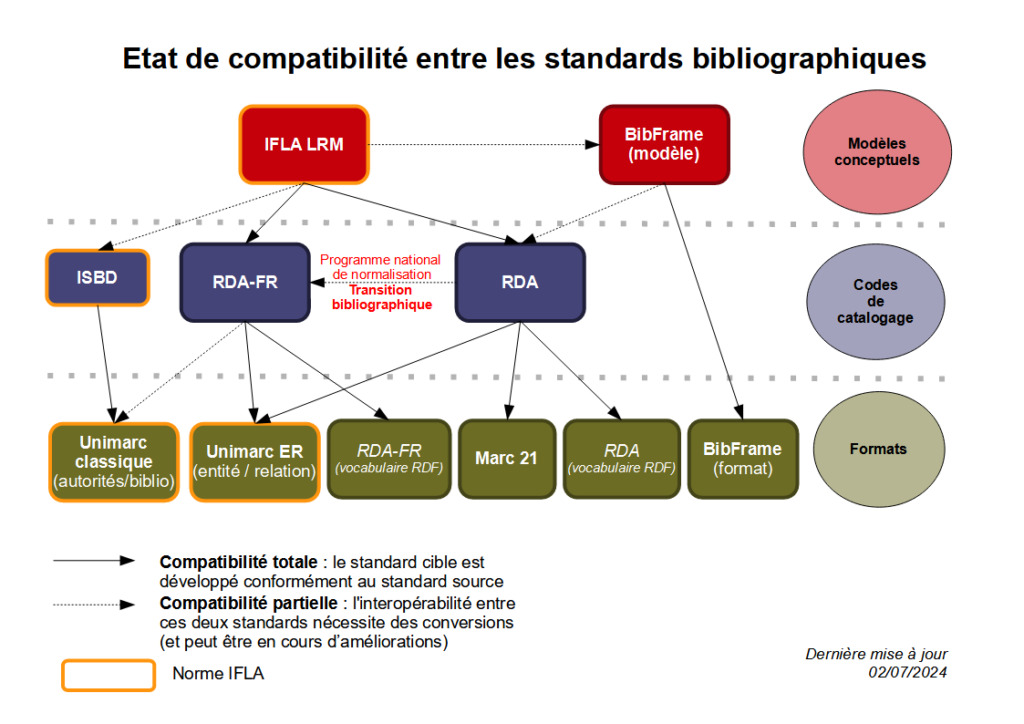 Etat de compatibilité entre les standards bibliographiques
IFLA LRM
BibFrame
(modèle)
Modèles
conceptuels
ISBD
RDA-FR
Programme national
de normalisation
Transition
bibliographique
RDA
Codes
de
catalogage
Unimarc
classique
(autorités/biblio)
Unimarc ER
(entité / relation)
RDA-FR
(vocabulaire RDF)
Marc 21
RDA
(vocabulaire RDF)
BibFrame
(format)
Formats
Compatibilité totale : le standard cible est
développé conformément au standard source
Compatibilité partielle : l'interopérabilité entre
ces deux standards nécessite des conversions
(et peut être en cours d’améliorations)
Norme IFLA
Dernière mise à jour
02/07/2024